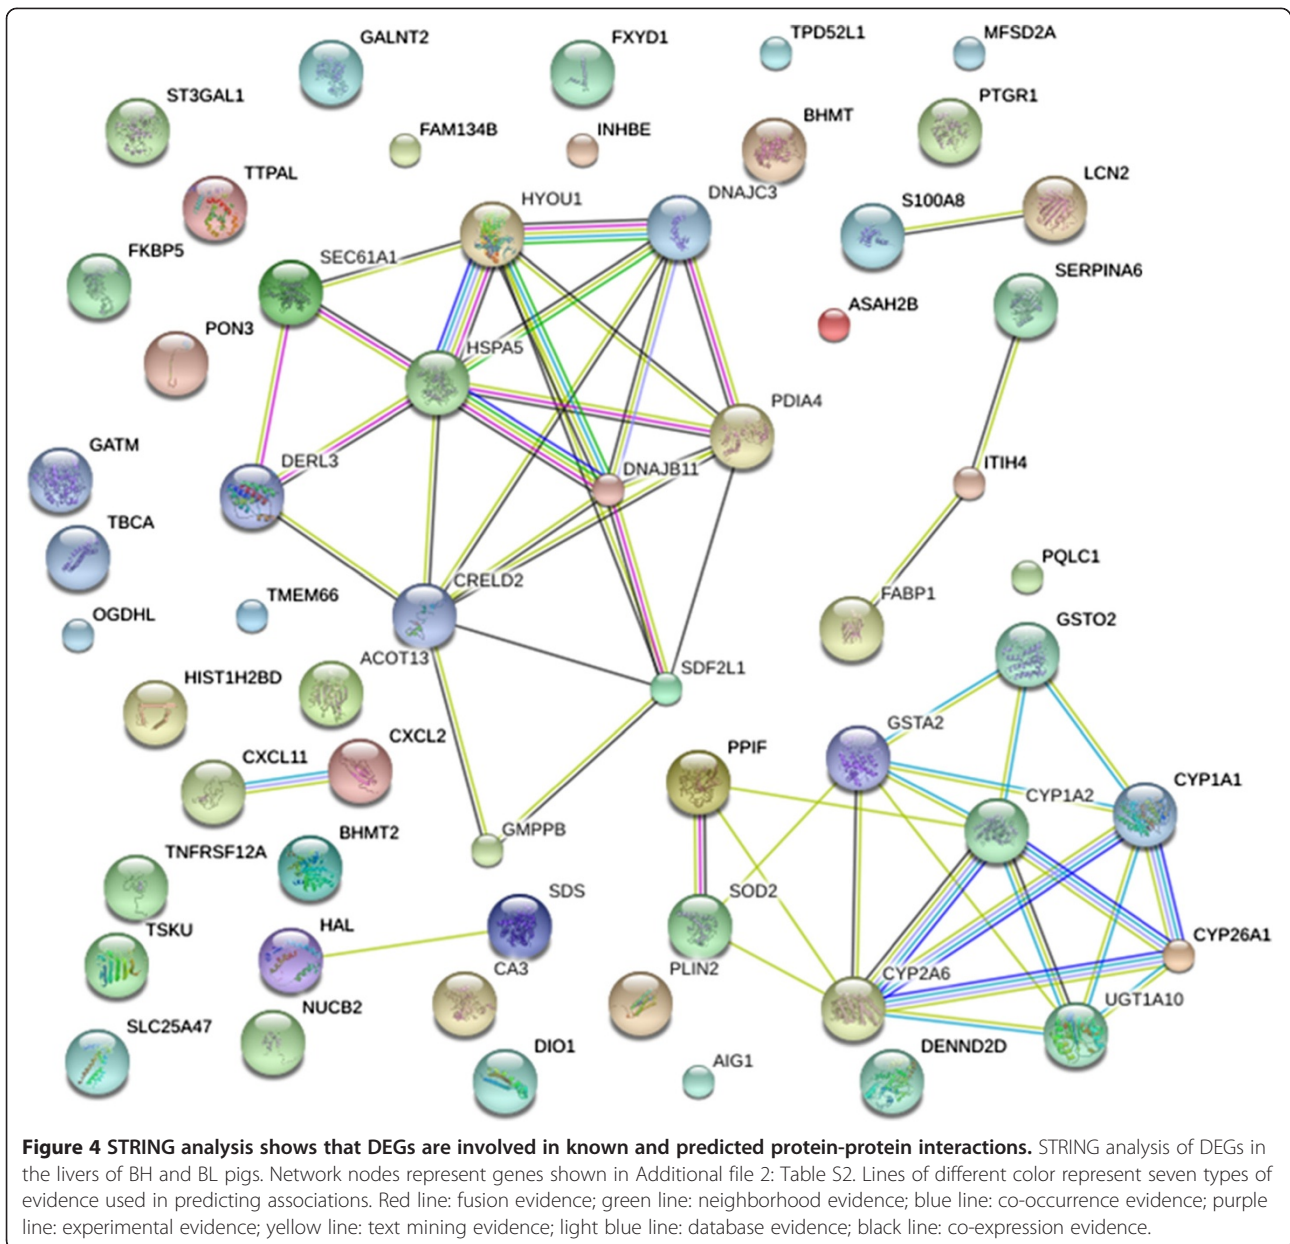 GALNT2
FXYD1
TPD52L1
MFSD2A
ST3GAL1
PTGR1
FAM134B
INHBE
BHMT
TTPAL
HYOU1
DNAJC3
S100A8
LCN2
FKBP5
SEC61A1
SERPINA6
ASAH2B
PON3
HSPA5
PDIA4
GATM
DERL3
DNAJB11
ITIH4
TBCA
PQLC1
OGDHL
TMEM66
CRELD2
FABP1
GSTO2
ACOT13
SDF2L1
HIST1H2BD
GSTA2
CXCL11
CXCL2
PPIF
CYP1A2
CYP1A1
GMPPB
TNFRSF12A
BHMT2
SDS
SOD2
TSKU
HAL
CYP26A1
CA3
PLIN2
CYP2A6
UGT1A10
NUCB2
SLC25A47
DIO1
AIG1
DENND2D
Figure 4 STRING analysis shows that DEGs are involved in known and predicted protein-protein interactions. STRING analysis of DEGs in
the livers of BH and BL pigs. Network nodes represent genes shown in Additional file 2: Table S2. Lines of different color represent seven types of
evidence used in predicting associations. Red line: fusion evidence; green line: neighborhood evidence; blue line: co-occurrence evidence; purple
line: experimental evidence; yellow line: text mining evidence; light blue line: database evidence; black line: co-expression evidence.